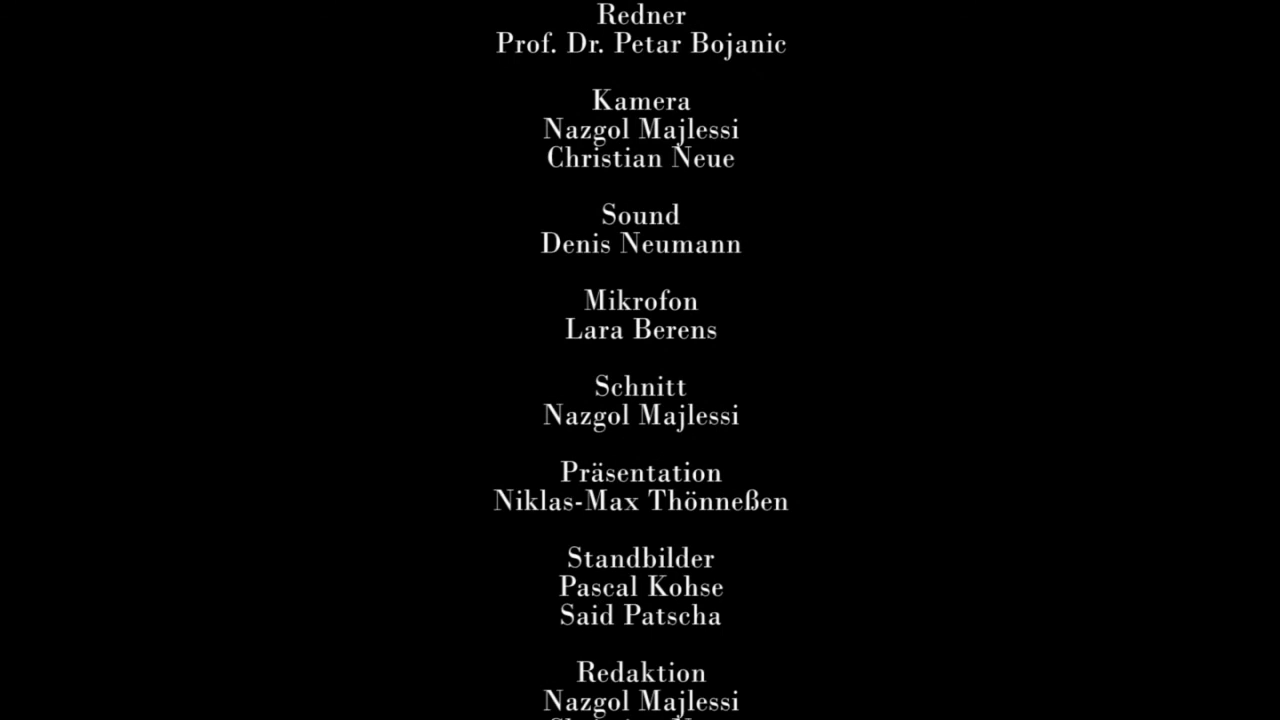 Redner
Prof. Dr. Petar Bojanic
Kamera
Nazgol Majlessi
Christian Neue
Sound
Denis Neumann
Mikrofon
Lara Berens
Schnitt
Nazgol Majlessi
Präsentation
Niklas-Max Thönneßen
Standbilder
Pascal Kohse
Said Patscha
Redaktion
Nazgol Majlessi